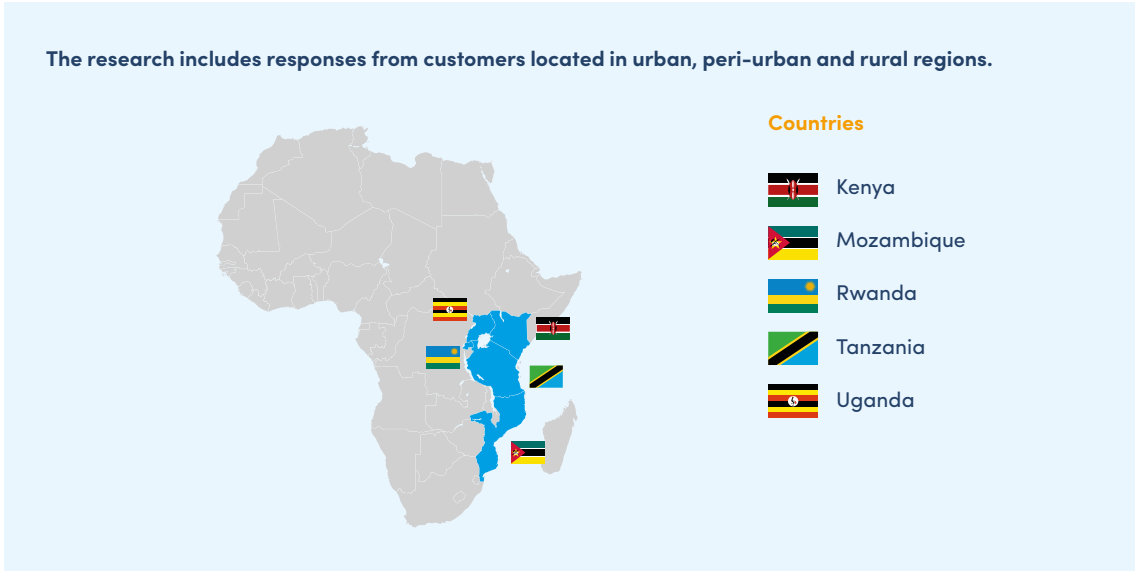 The research includes responses from customers located in urban, peri-urban and rural regions.
Countries
Kenya
Mozambique
Rwanda
Tanzania
Uganda